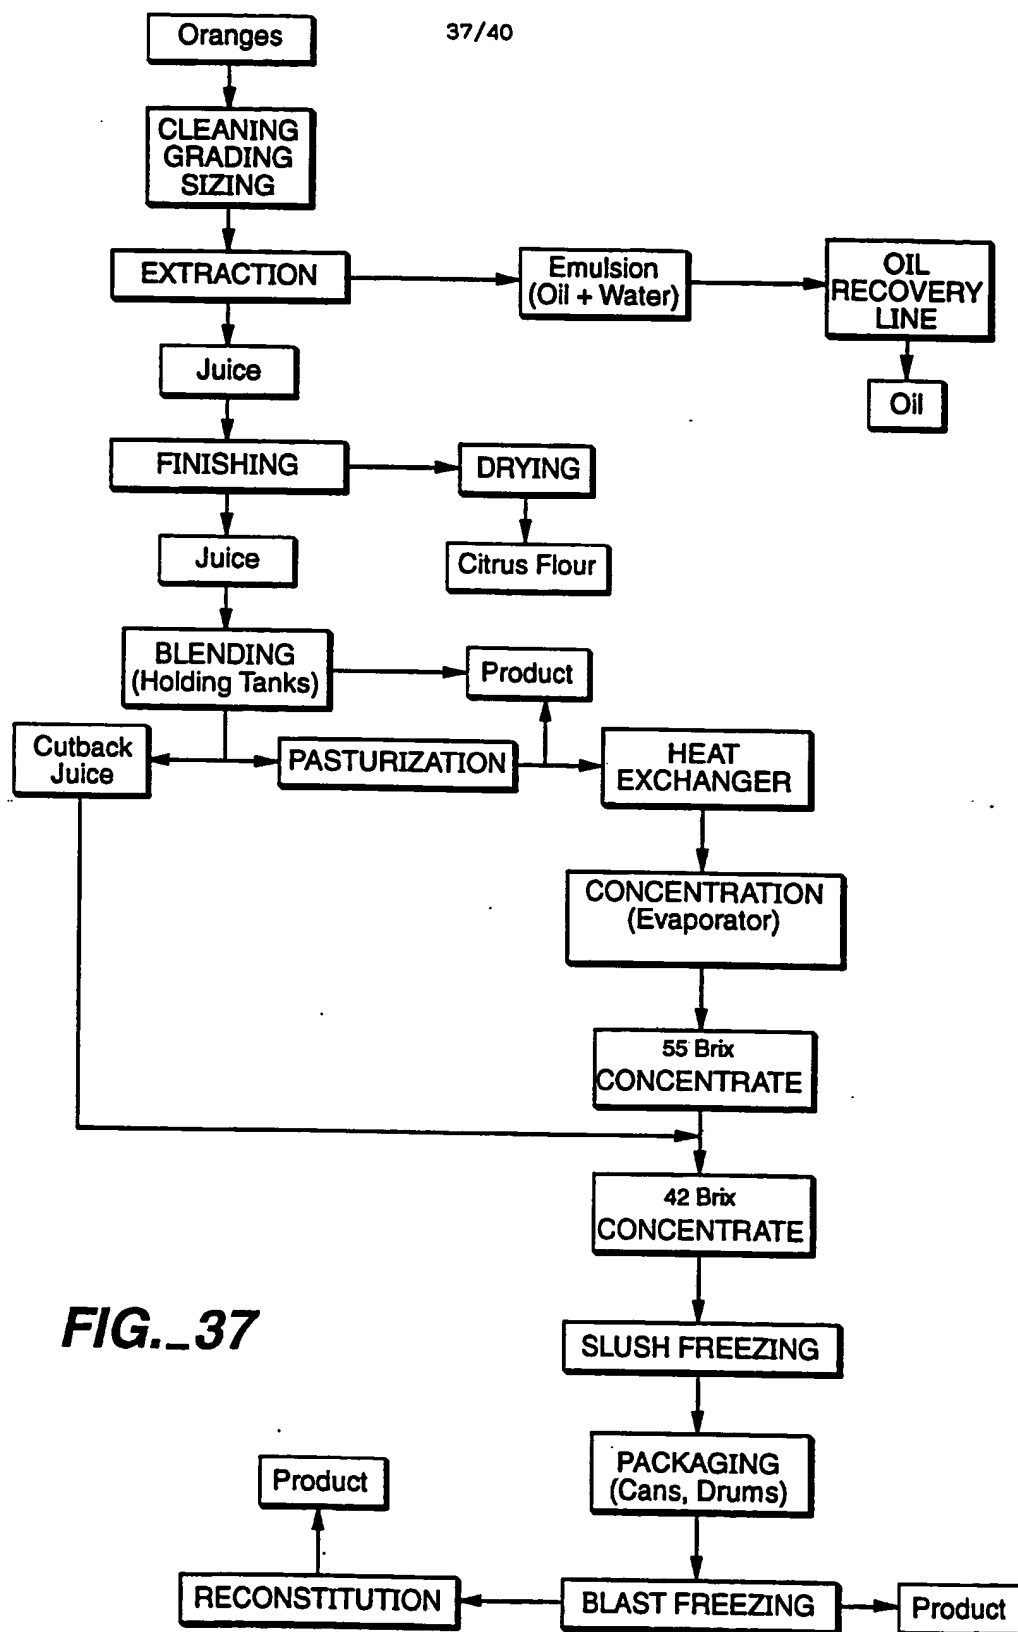 37/40
Oranges
CLEANING
GRADING
SIZING
EXTRACTION
Emulsion
(Oil + Water)
OIL
RECOVERY
LINE
Juice
Oil
FINISHING
DRYING
Juice
Citrus Flour
BLENDING
(Holding Tanks)
Product
Cutback
Juice
PASTURIZATION
HEAT
EXCHANGER
CONCENTRATION
(Evaporator)
55 Brix
CONCENTRATE
42 Brix
CONCENTRATE
FIG._37
SLUSH FREEZING
PACKAGING
(Cans, Drums)
Product
RECONSTITUTION
BLAST FREEZING
Product